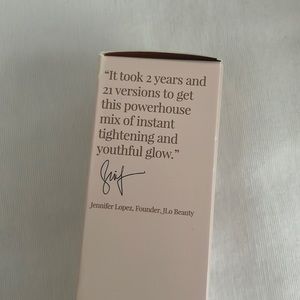 “It took 2 years and
21 versions to get
this powerhouse
mix of instant
tightening and
youthful glow.”
Jennifer Lopez, Founder, JLo Beauty